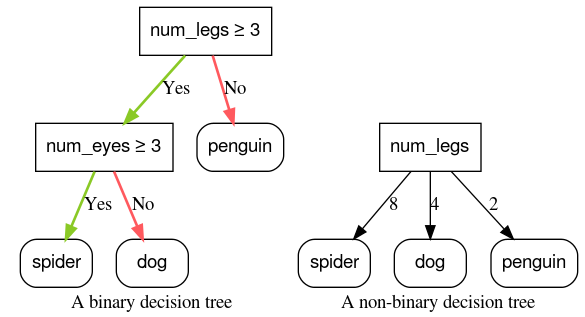 num_legs ≥ 3
Yes
No
num_eyes ≥ 3
penguin
Yes
No
spider
dog
A binary decision tree
num_legs
8
4
2
spider
dog
penguin
A non-binary decision tree